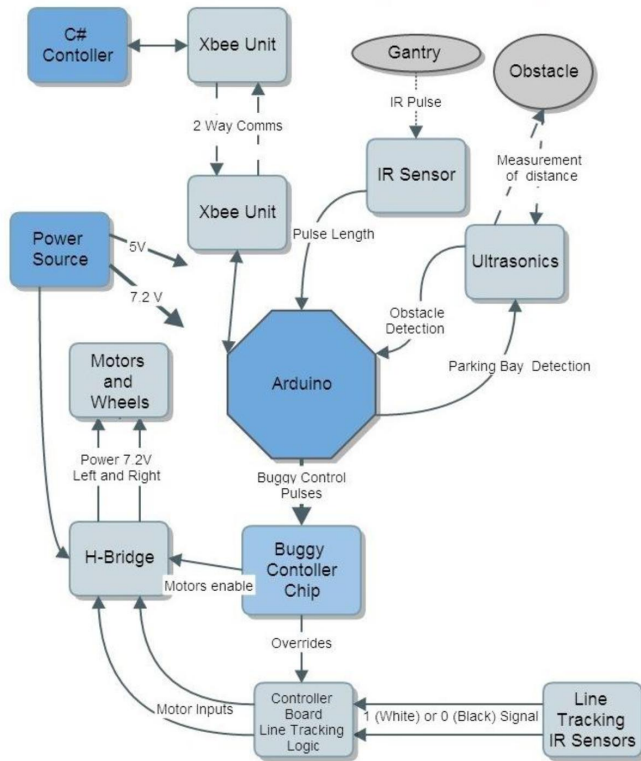 C#
Contoller
Xbee Unit
Gantry
Obstacle
IR Pulse
2 Way Comms
IR Sensor
Measurement
of distance
Xbee Unit
Power
Source
5V
7.2 V
Pulse Length
Ultrasonics
Obstacle
Detection
Motors
and
Wheels
Arduino
Parking Bay Detection
Power 7.2V
Left and Right
Buggy Control
Pulses
H-Bridge
Motors enable
Buggy
Contoller
Chip
Overrides
Motor Inputs
Controller
Board
Line Tracking
Logic
1 (White) or 0 (Black) Signal
Line
Tracking
IR Sensors